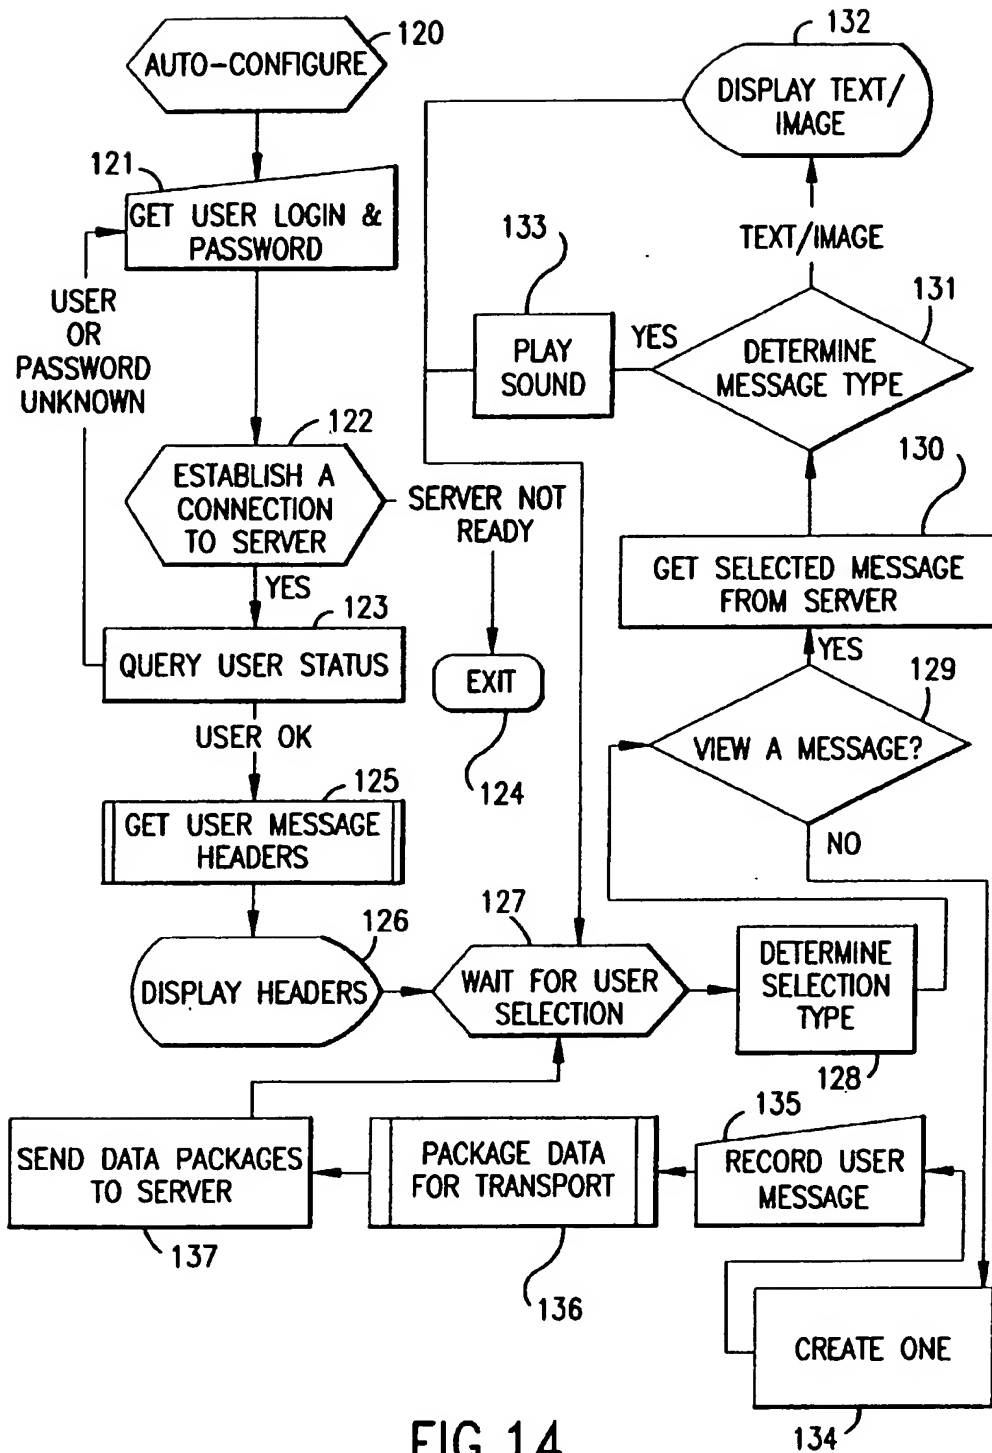 120
AUTO-CONFIGURE
121
GET USER LOGIN &
PASSWORD
USER
OR
PASSWORD
UNKNOWN
122
ESTABLISH A
CONNECTION
TO SERVER
SERVER NOT
READY
YES
123
QUERY USER STATUS
EXIT
124
USER OK
125
GET USER MESSAGE
HEADERS
126
DISPLAY HEADERS
127
WAIT FOR USER
SELECTION
DETERMINE
SELECTION
TYPE
128
129
VIEW A MESSAGE?
YES
NO
130
GET SELECTED MESSAGE
FROM SERVER
131
DETERMINE
MESSAGE TYPE
TEXT/IMAGE
132
DISPLAY TEXT/
IMAGE
YES
133
PLAY
SOUND
CREATE ONE
134
135
RECORD USER
MESSAGE
PACKAGE DATA
FOR TRANSPORT
136
SEND DATA PACKAGES
TO SERVER
137
FIG.14